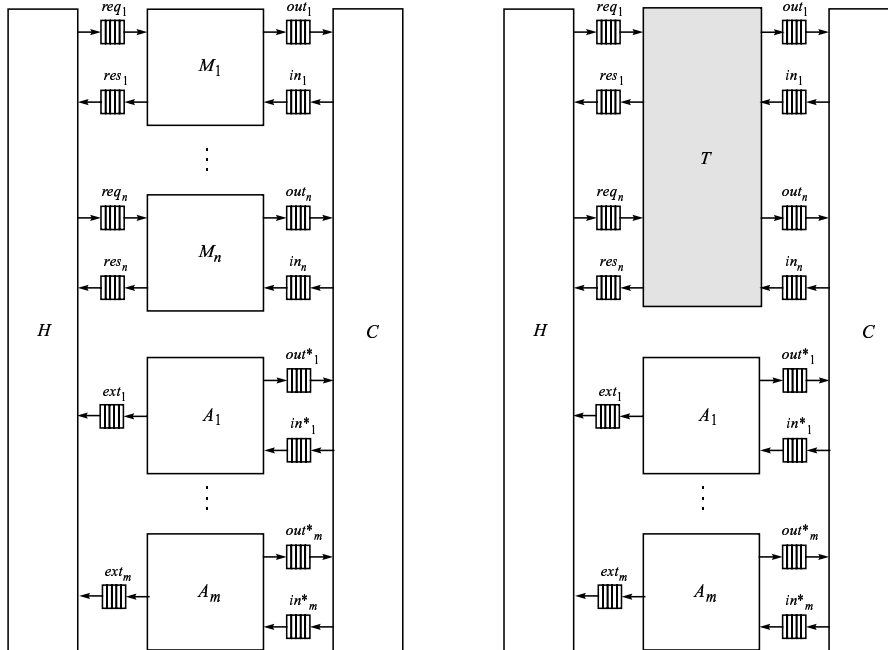 req₁ out₁ req₁ out₁
M₁
res₁ in₁ res₁ in₁
⋮ T
reqₙ outₙ reqₙ outₙ
Mₙ
resₙ inₙ resₙ inₙ
H C H C
out*₁ out*₁
ext₁ A₁ ext₁ A₁
in*₁ in*₁
⋮ ⋮
out*ₘ out*ₘ
extₘ Aₘ extₘ Aₘ
in*ₘ in*ₘ